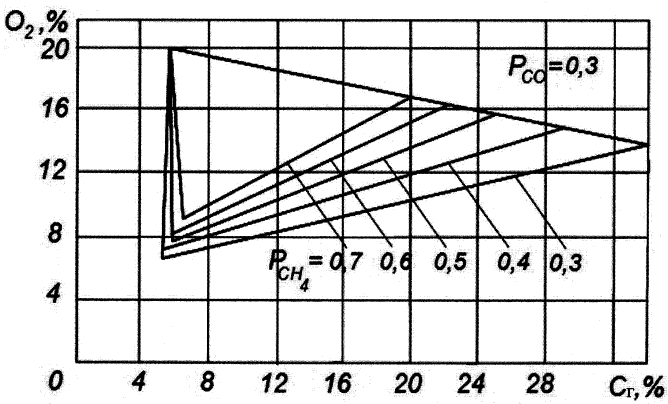 O₂,%
20
P_CO=0,3
16
12
8
P_CH₄= 0,7 0,6 0,5 0,4 0,3
4
0 4 8 12 16 20 24 28 Cг,%